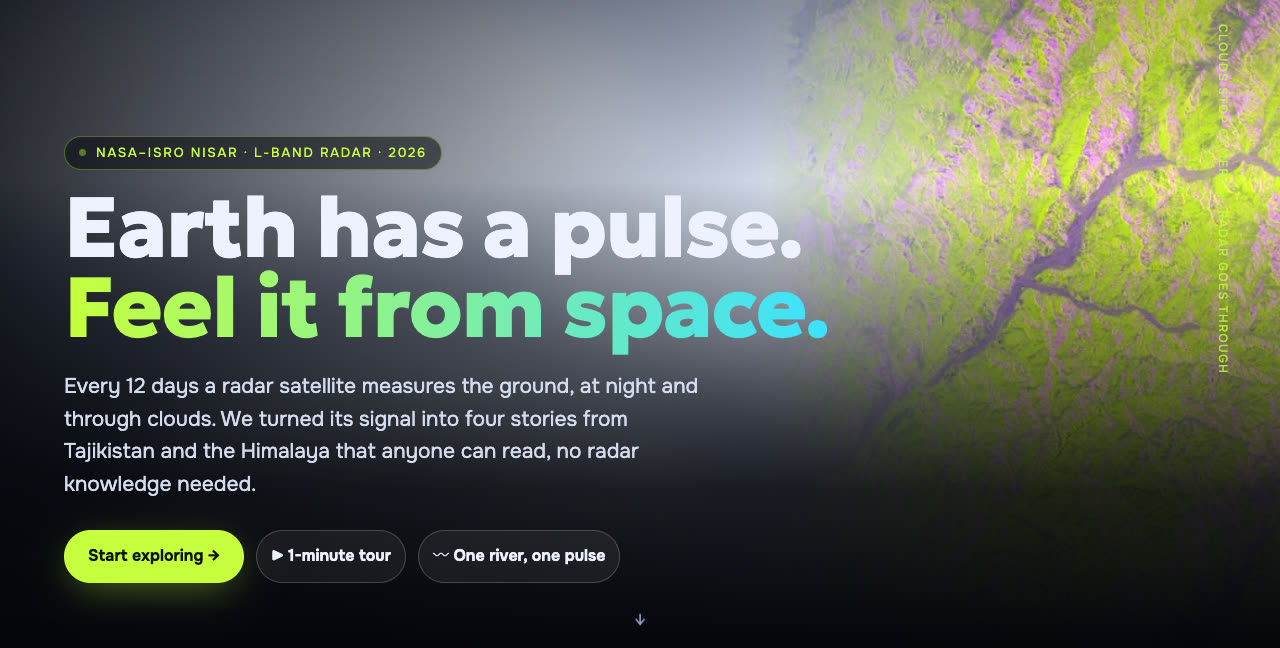 NASA–ISRO NISAR · L-BAND RADAR · 2026
Earth has a pulse.
Feel it from space.
Every 12 days a radar satellite measures the ground, at night and
through clouds. We turned its signal into four stories from
Tajikistan and the Himalaya that anyone can read, no radar
knowledge needed.
Start exploring →
▶ 1-minute tour
〰 One river, one pulse
↓
CLOUDS RADAR GOES THROUGH